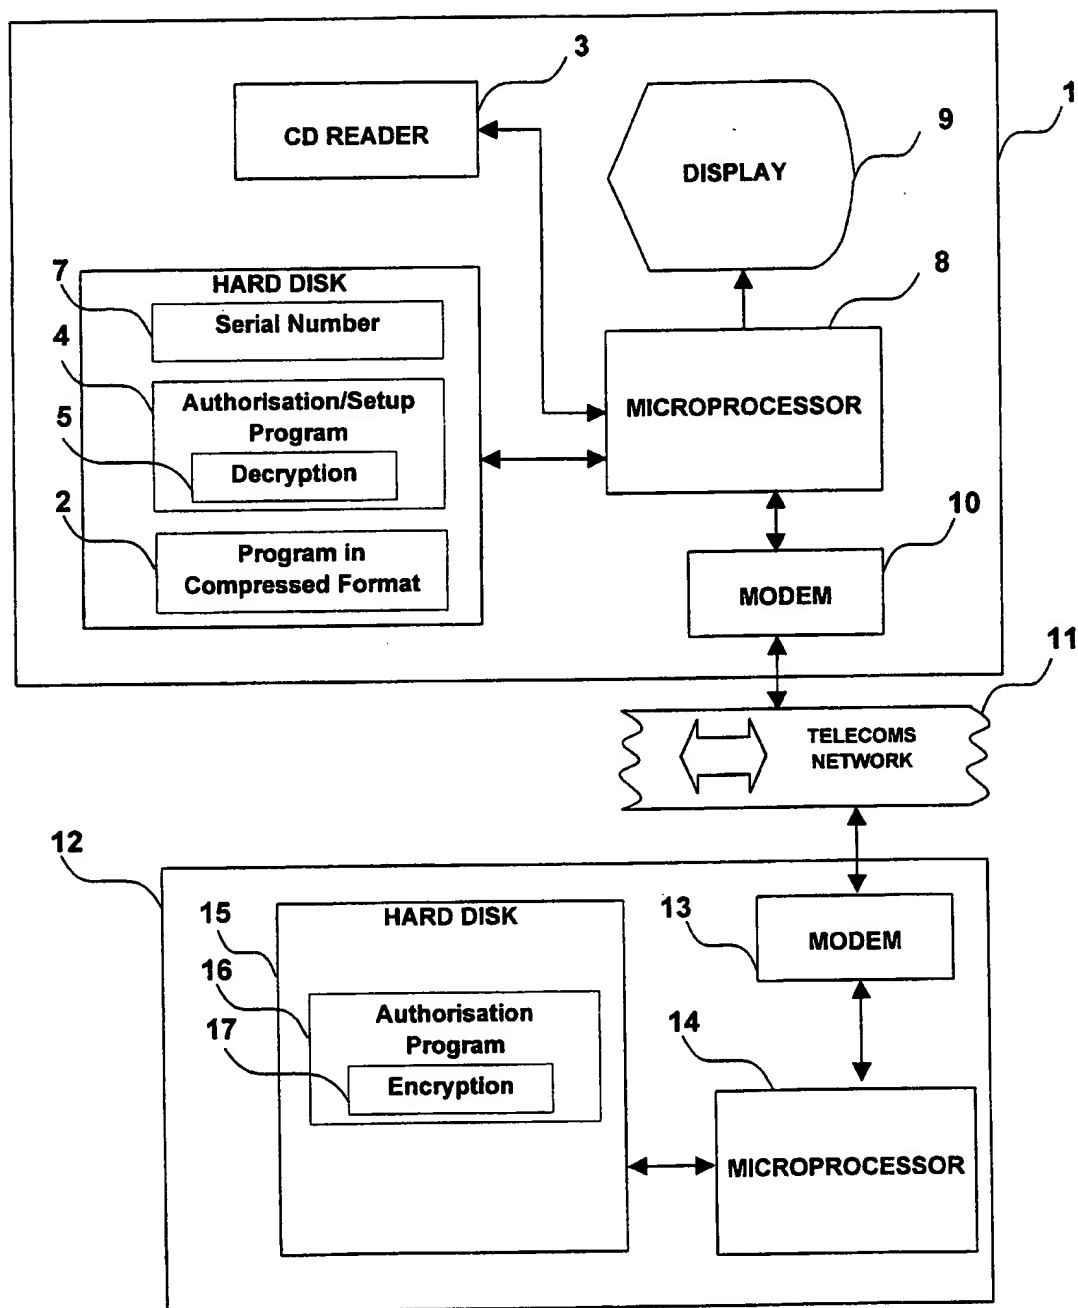 3
1
CD READER
9
DISPLAY
7
HARD DISK
8
Serial Number
4
Authorisation/Setup
Program
MICROPROCESSOR
5
Decryption
2
10
Program in
Compressed Format
MODEM
11
TELECOMS
NETWORK
12
15
HARD DISK
13
MODEM
16
Authorisation
Program
17
14
Encryption
MICROPROCESSOR